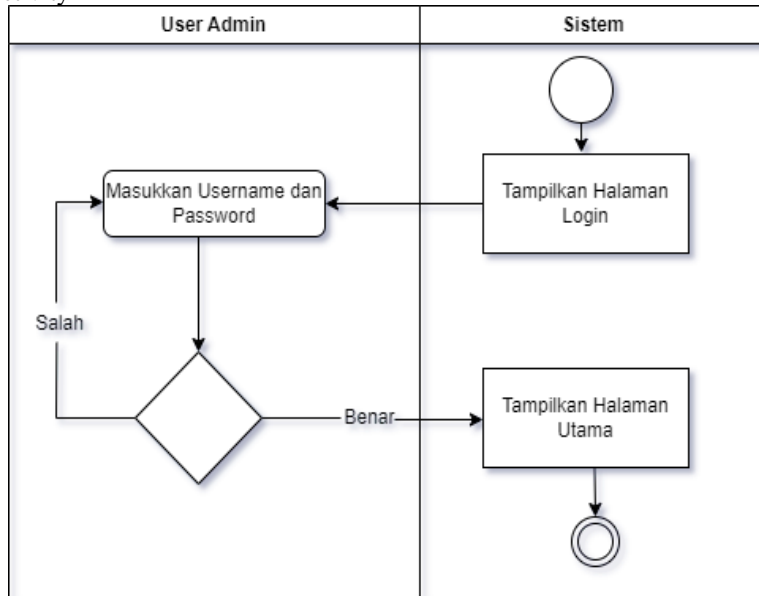 User Admin
Sistem
Tampilkan Halaman
Login
Masukkan Username dan
Password
Salah
Benar
Tampilkan Halaman
Utama